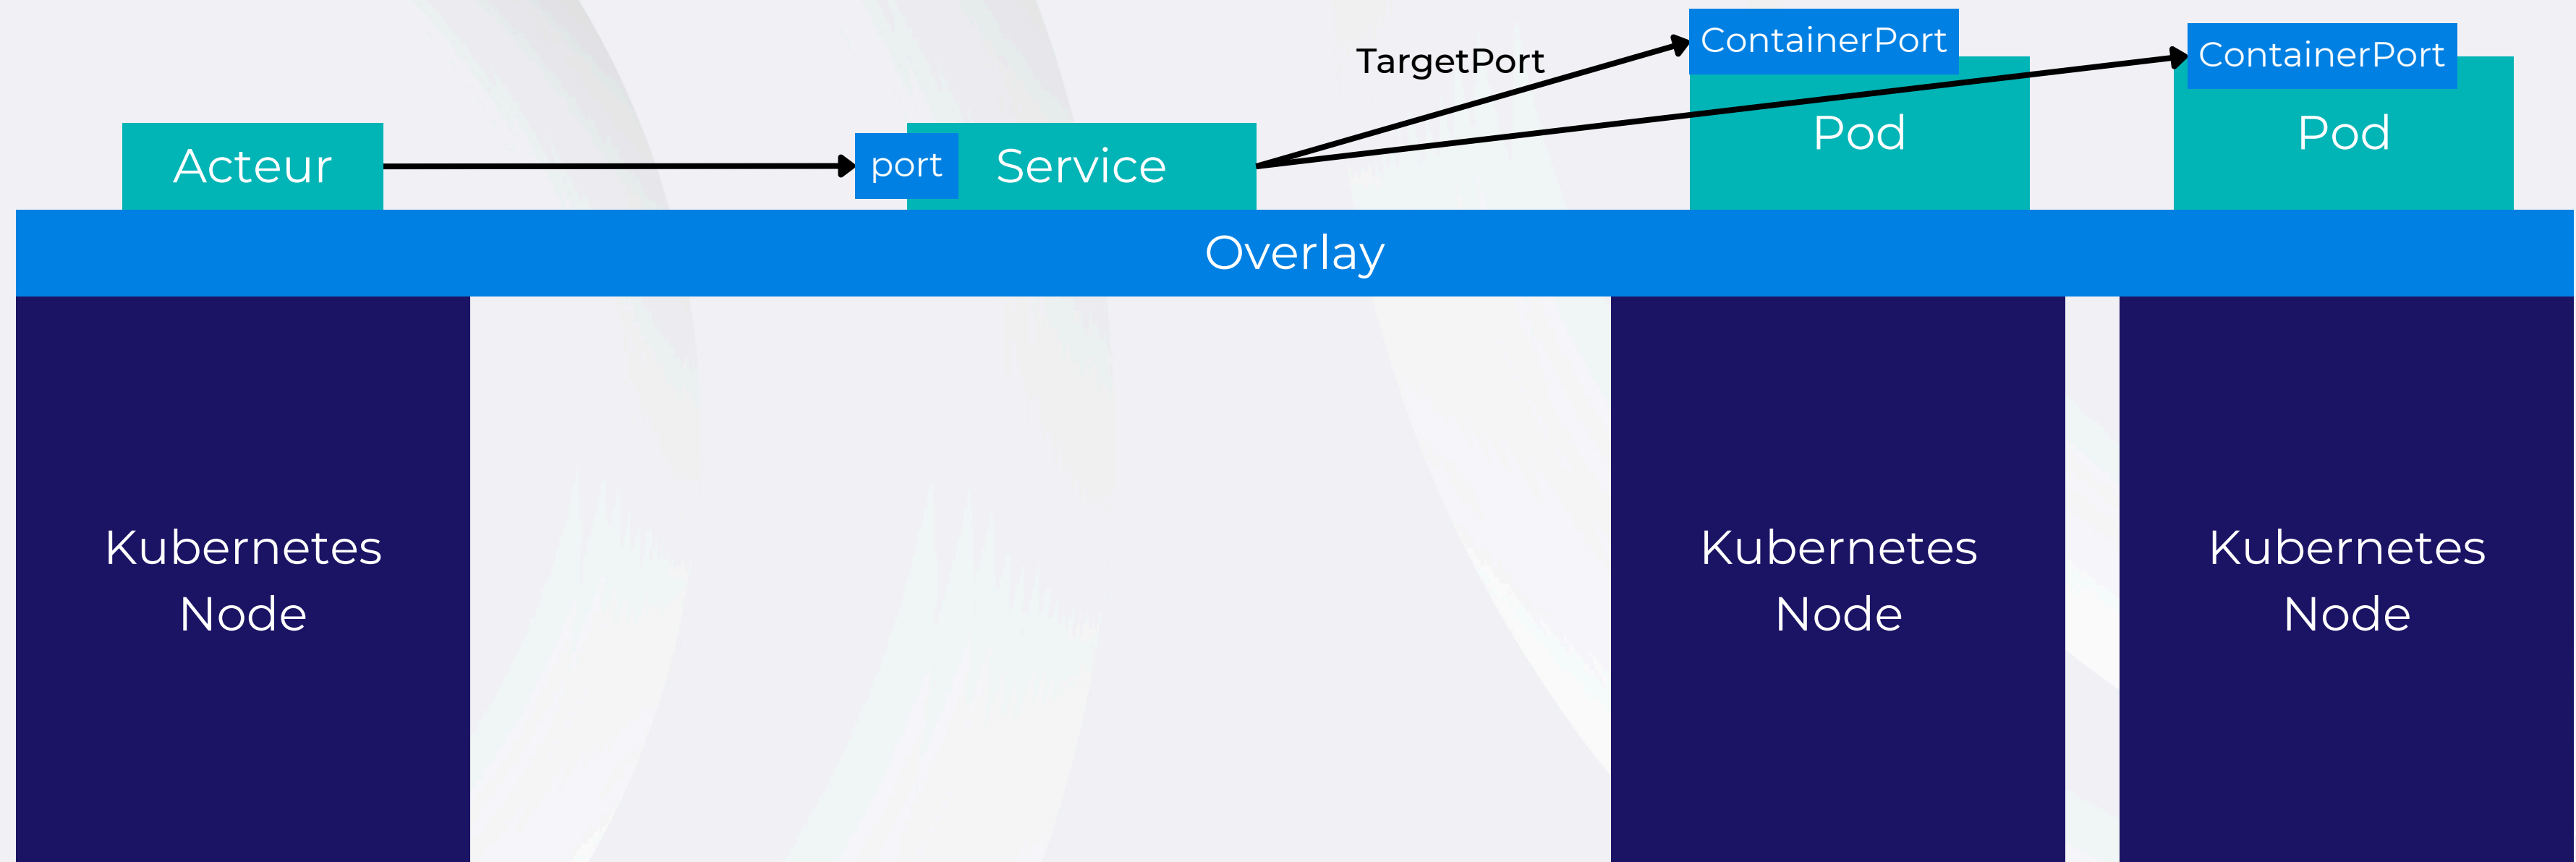 TargetPort
ContainerPort
ContainerPort
Acteur
port
Service
Pod
Pod
Overlay
Kubernetes
Node
Kubernetes
Node
Kubernetes
Node